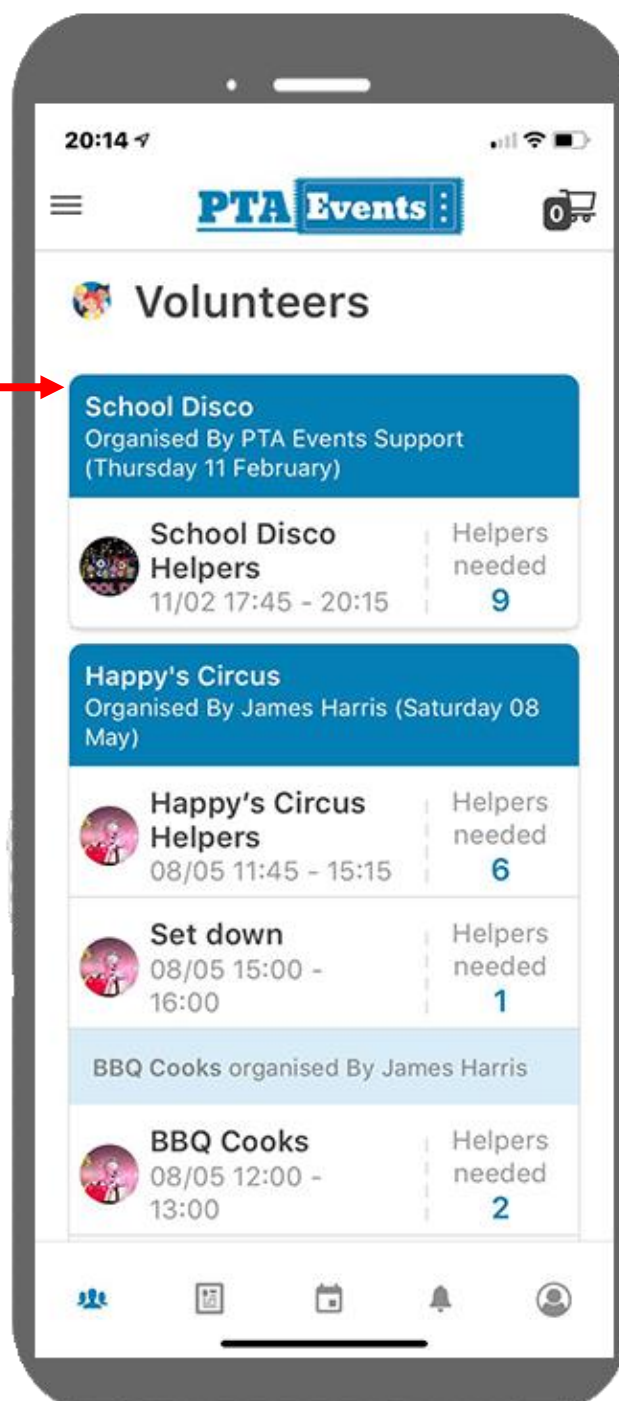 20:14
PTA Events
0
Volunteers
School Disco
Organised By PTA Events Support
(Thursday 11 February)
School Disco
Helpers
11/02 17:45 - 20:15
Helpers
needed
9
Happy's Circus
Organised By James Harris (Saturday 08
May)
Happy's Circus
Helpers
08/05 11:45 - 15:15
Helpers
needed
6
Set down
08/05 15:00 -
16:00
Helpers
needed
1
BBQ Cooks organised By James Harris
BBQ Cooks
08/05 12:00 -
13:00
Helpers
needed
2